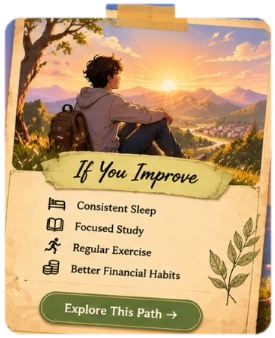 If You Improve
Consistent Sleep
Focused Study
Regular Exercise
Better Financial Habits
Explore This Path →